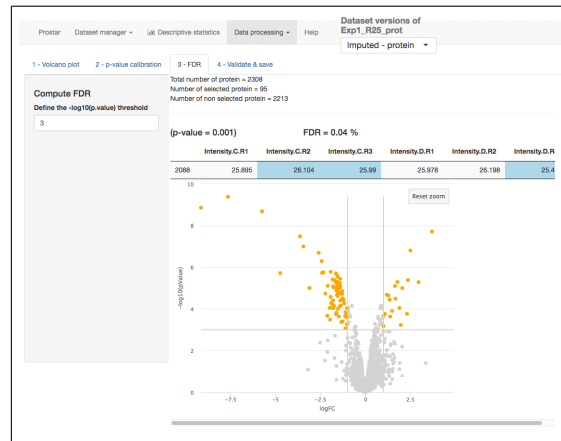 Prostar Dataset manager Descriptive statistics Data processing Help
Dataset versions of
Exp1_R25_prot
Imputed - protein
1 - Volcano plot 2 - p-value calibration 3 - FDR 4 - Validate & save
Compute FDR
Define the -log10(p.value) threshold
3
Total number of protein = 2308
Number of selected protein = 95
Number of non selected protein = 2213
(p-value = 0.001) FDR = 0.04 %
Intensity.C.R1 Intensity.C.R2 Intensity.C.R3 Intensity.D.R1 Intensity.D.R2 Intensity.D.R
2088 25.895 26.104 25.99 25.978 26.198 25.4
Reset zoom
10
8
6
4
2
0
-log10(pValue)
-7.5 -5 -2.5 0 2.5
logFC